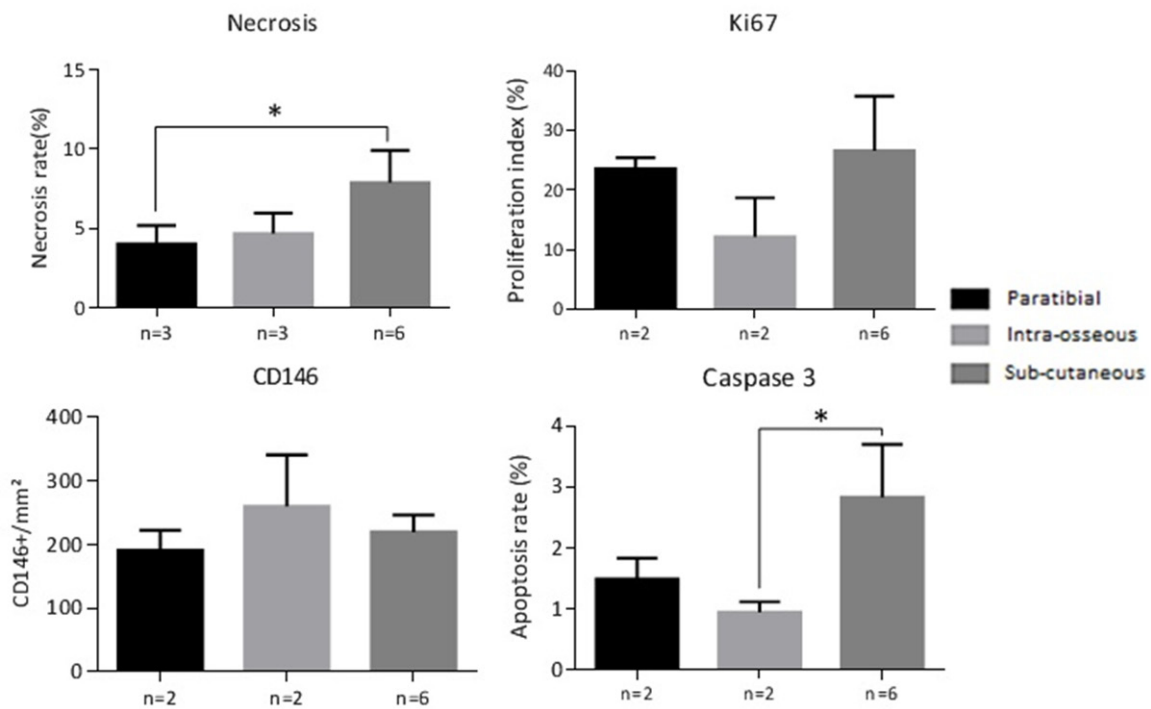 Necrosis
Necrosis rate(%)
15
10
5
0
*
n=3
n=3
n=6
Ki67
Proliferation index (%)
40
30
20
10
0
n=2
n=2
n=6
Paratibial
Intra-osseous
Sub-cutaneous
CD146
CD146+/mm²
400
300
200
100
0
n=2
n=2
n=6
Caspase 3
Apoptosis rate (%)
4
3
2
1
0
*
n=2
n=2
n=6